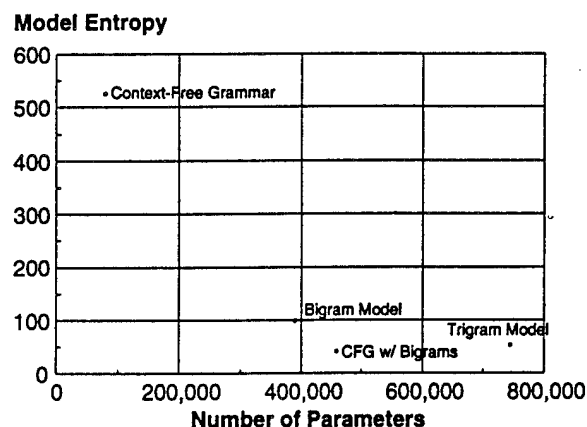 Model Entropy
600
Context-Free Grammar
500
400
300
200
Bigram Model
100
Trigram Model
CFG w/ Bigrams
0
0 200,000 400,000 600,000 800,000
Number of Parameters